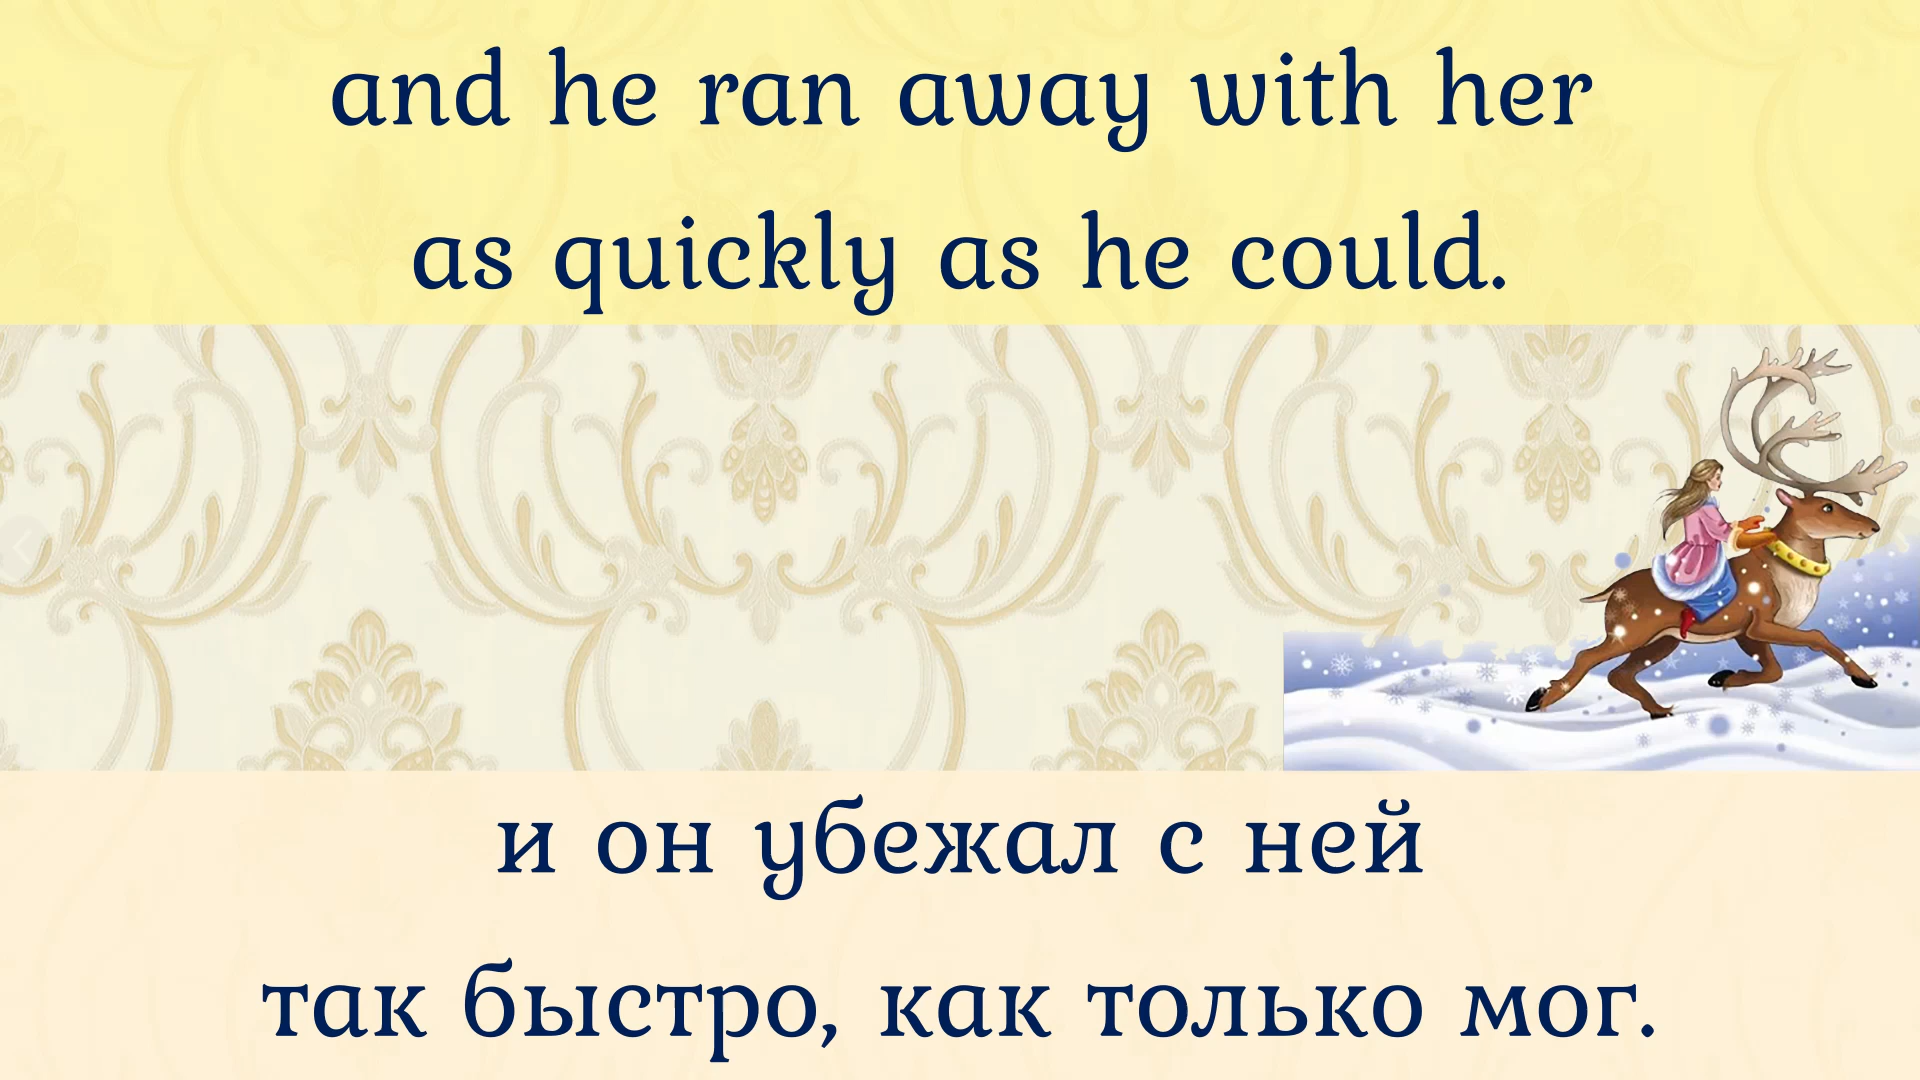 and he ran away with her
as quickly as he could.
и он убежал с ней
так быстро, как только мог.